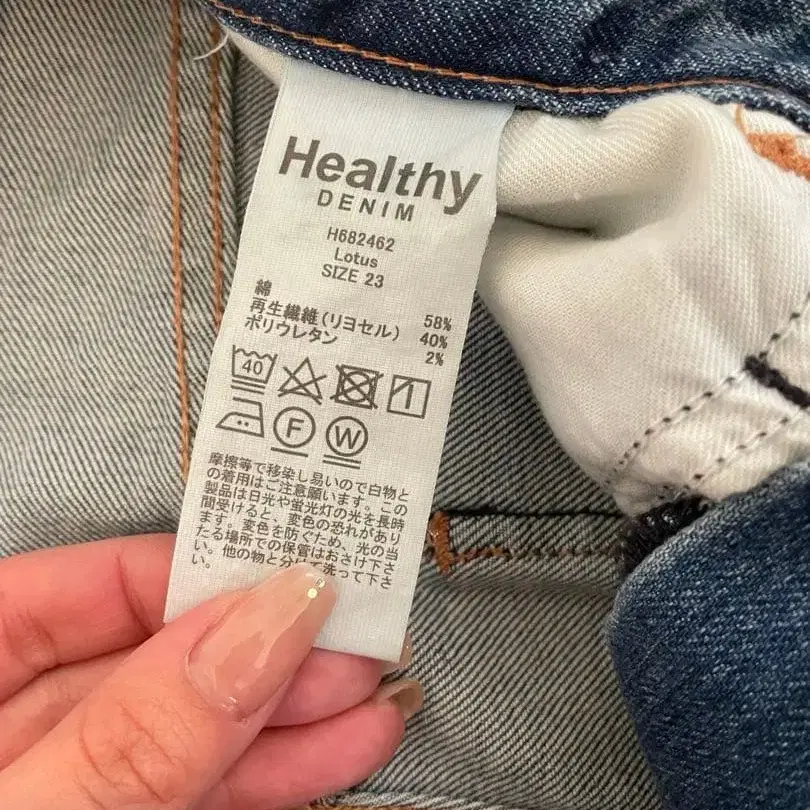 Healthy
DENIM
H682462
Lotus
SIZE 23
綿 58%
再生繊維(リヨセル) 40%
ポリウレタン 2%
40
F W
摩擦等で移染し易いので白物と
の着用はご注意願います。この
製品は日光や蛍光灯の光を長時
間受けると、変色の恐れがあり
ます。変色を防ぐため、光の当
たる場所での保管はおさけ下さ
い。他の物と分けて洗って下さ
い。